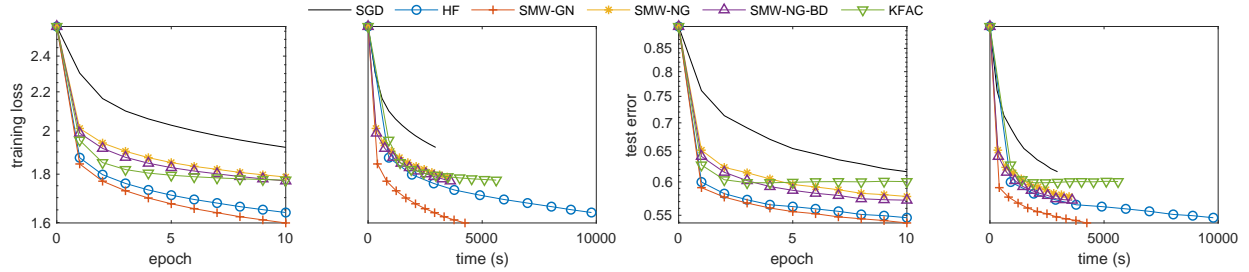 SGD HF SMW-GN SMW-NG SMW-NG-BD KFAC
training loss
2.4
2.2
2
1.8
1.6
0 5 10
epoch
0 5000 10000
time (s)
test error
0.85
0.8
0.75
0.7
0.65
0.6
0.55
0 5 10
epoch
0 5000 10000
time (s)